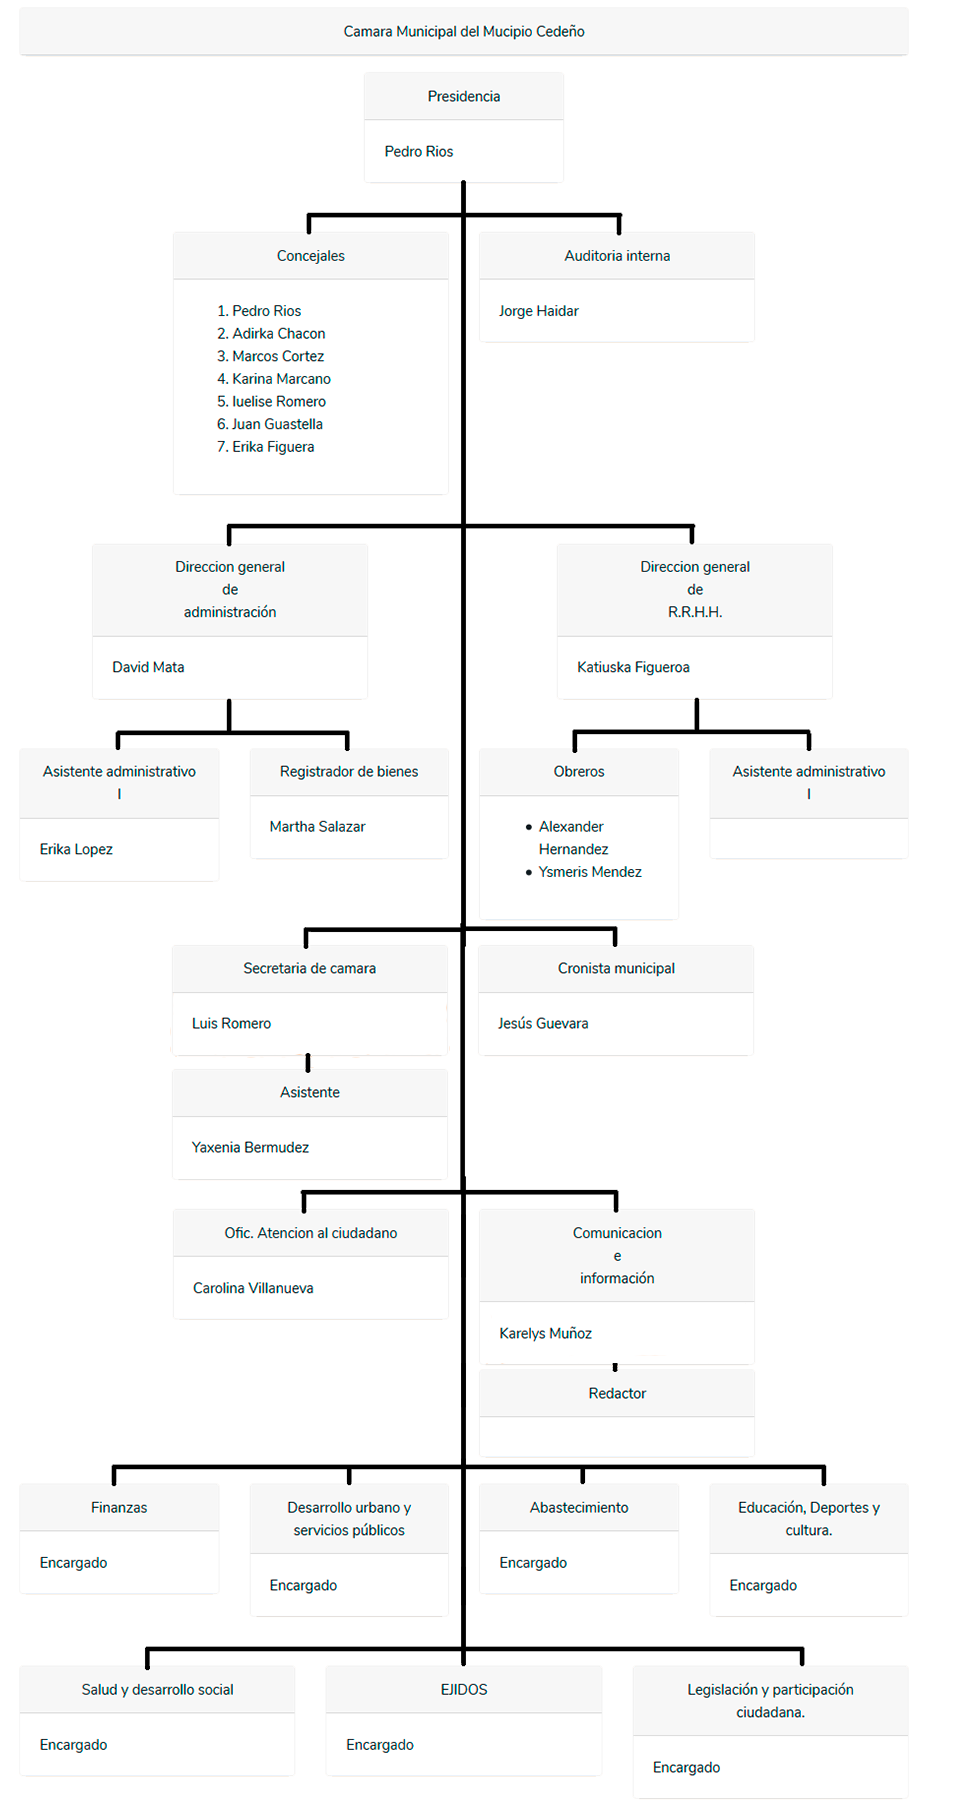 Camara Municipal del Mucipio Cedeño
Presidencia
Pedro Rios
Concejales
1. Pedro Rios
2. Adirka Chacon
3. Marcos Cortez
4. Karina Marcano
5. Iuelise Romero
6. Juan Guastella
7. Erika Figuera
Auditoria interna
Jorge Haidar
Direccion general
de
administración
David Mata
Direccion general
de
R.R.H.H.
Katiuska Figueroa
Asistente administrativo
I
Erika Lopez
Registrador de bienes
Martha Salazar
Obreros
• Alexander
Hernandez
• Ysmeris Mendez
Asistente administrativo
I
Secretaria de camara
Luis Romero
Cronista municipal
Jesús Guevara
Asistente
Yaxenia Bermudez
Ofic. Atencion al ciudadano
Carolina Villanueva
Comunicacion
e
información
Karelys Muñoz
Redactor
Finanzas
Encargado
Desarrollo urbano y
servicios públicos
Encargado
Abastecimiento
Encargado
Educación, Deportes y
cultura.
Encargado
Salud y desarrollo social
Encargado
EJIDOS
Encargado
Legislación y participación
ciudadana.
Encargado